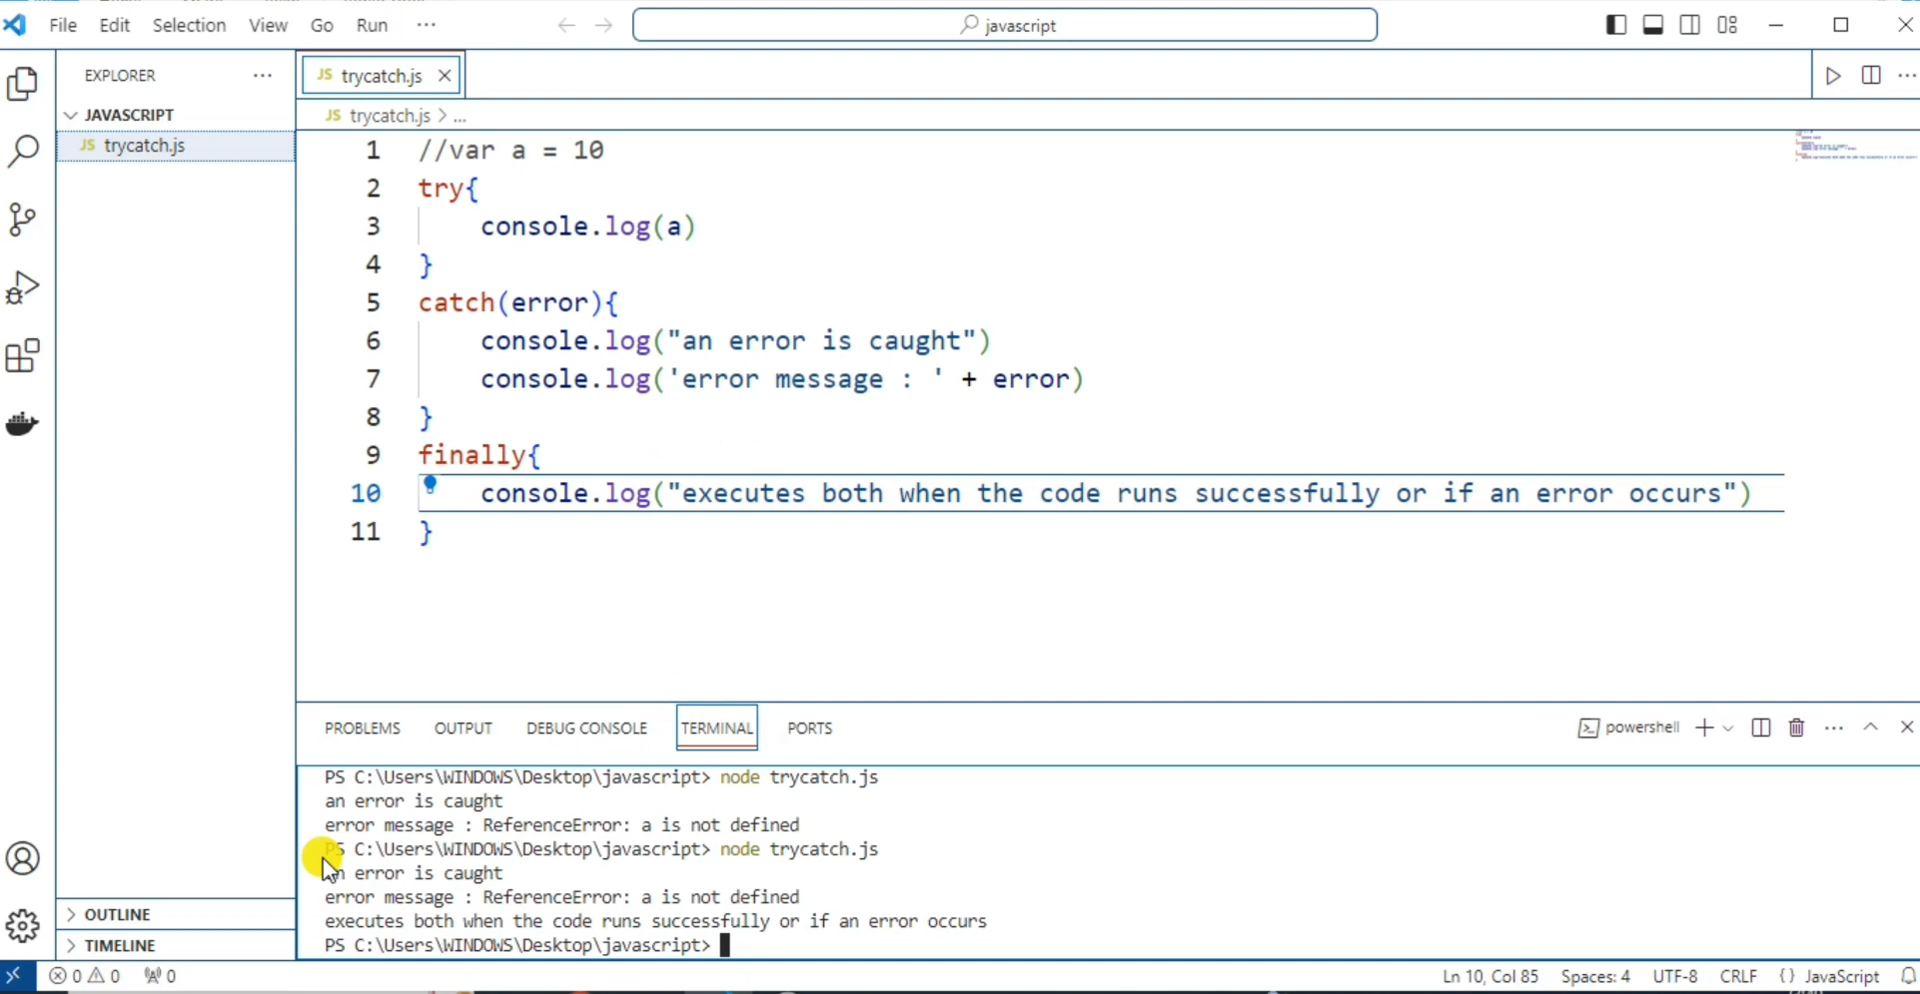 File Edit Selection View Go Run ···
javascript
EXPLORER ···
JS trycatch.js
JAVASCRIPT
JS trycatch.js > ...
JS trycatch.js
1 //var a = 10
2 try{
3 console.log(a)
4 }
5 catch(error){
6 console.log("an error is caught")
7 console.log('error message : ' + error)
8 }
9 finally{
10 console.log("executes both when the code runs successfully or if an error occurs")
11 }
PROBLEMS OUTPUT DEBUG CONSOLE TERMINAL PORTS
powershell
PS C:\Users\WINDOWS\Desktop\javascript> node trycatch.js
an error is caught
error message : ReferenceError: a is not defined
PS C:\Users\WINDOWS\Desktop\javascript> node trycatch.js
an error is caught
error message : ReferenceError: a is not defined
executes both when the code runs successfully or if an error occurs
PS C:\Users\WINDOWS\Desktop\javascript>
OUTLINE
TIMELINE
0 0 0
Ln 10, Col 85 Spaces: 4 UTF-8 CRLF {} JavaScript